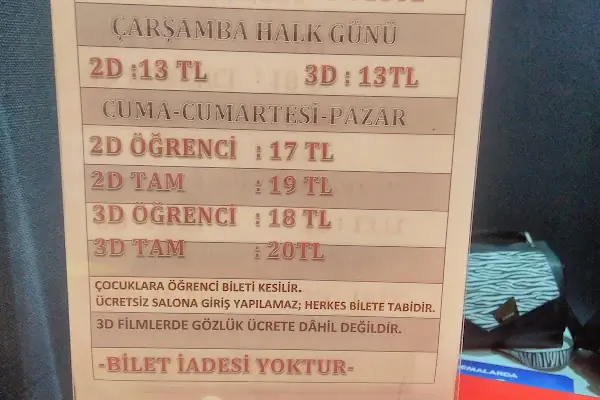 ÇARŞAMBA HALK GÜNÜ
2D :13 TL 3D : 13TL
CUMA-CUMARTESİ-PAZAR
2D ÖĞRENCİ : 17 TL
2D TAM : 19 TL
3D ÖĞRENCİ : 18 TL
3D TAM : 20TL
ÇOCUKLARA ÖĞRENCİ BİLETİ KESİLİR.
ÜCRETSİZ SALONA GİRİŞ YAPILAMAZ; HERKES BİLETE TABİDİR.
3D FİLMLERDE GÖZLÜK ÜCRETE DÂHİL DEĞİLDİR.
-BİLET İADESİ YOKTUR-
EMALARDA